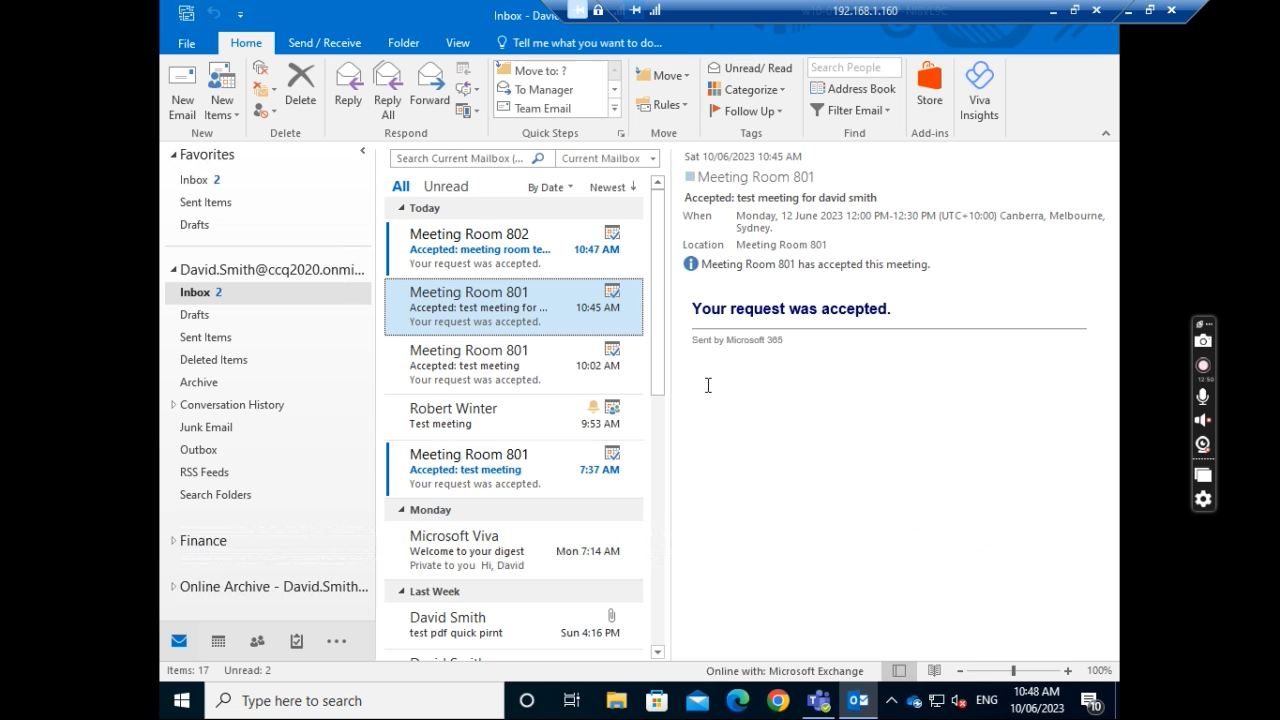 Inbox - Davi
192.168.1.160
File
Home
Send / Receive
Folder
View
Tell me what you want to do...
New Email
New Items
Delete
Reply
Reply All
Forward
Move to: ?
To Manager
Team Email
Move
Rules
Unread/ Read
Categorize
Follow Up
Search People
Address Book
Filter Email
Store
Viva Insights
New
Delete
Respond
Quick Steps
Move
Tags
Find
Add-ins
Favorites
Inbox 2
Sent Items
Drafts
David.Smith@ccq2020.onmi...
Inbox 2
Drafts
Sent Items
Deleted Items
Archive
Conversation History
Junk Email
Outbox
RSS Feeds
Search Folders
Finance
Online Archive - David.Smith...
Items: 17 Unread: 2
Search Current Mailbox (...
Current Mailbox
All Unread
By Date Newest
Today
Meeting Room 802
Accepted: meeting room te... 10:47 AM
Your request was accepted.
Meeting Room 801
Accepted: test meeting for ... 10:45 AM
Your request was accepted.
Meeting Room 801
Accepted: test meeting 10:02 AM
Your request was accepted.
Robert Winter
Test meeting 9:53 AM
Meeting Room 801
Accepted: test meeting 7:37 AM
Your request was accepted.
Monday
Microsoft Viva
Welcome to your digest Mon 7:14 AM
Private to you Hi, David
Last Week
David Smith
test pdf quick pirnt Sun 4:16 PM
Sat 10/06/2023 10:45 AM
Meeting Room 801
Accepted: test meeting for david smith
When Monday, 12 June 2023 12:00 PM-12:30 PM (UTC+10:00) Canberra, Melbourne,
Sydney.
Location Meeting Room 801
Meeting Room 801 has accepted this meeting.
Your request was accepted.
Sent by Microsoft 365
12:50
Online with: Microsoft Exchange
100%
Type here to search
ENG
10:48 AM
10/06/2023
10